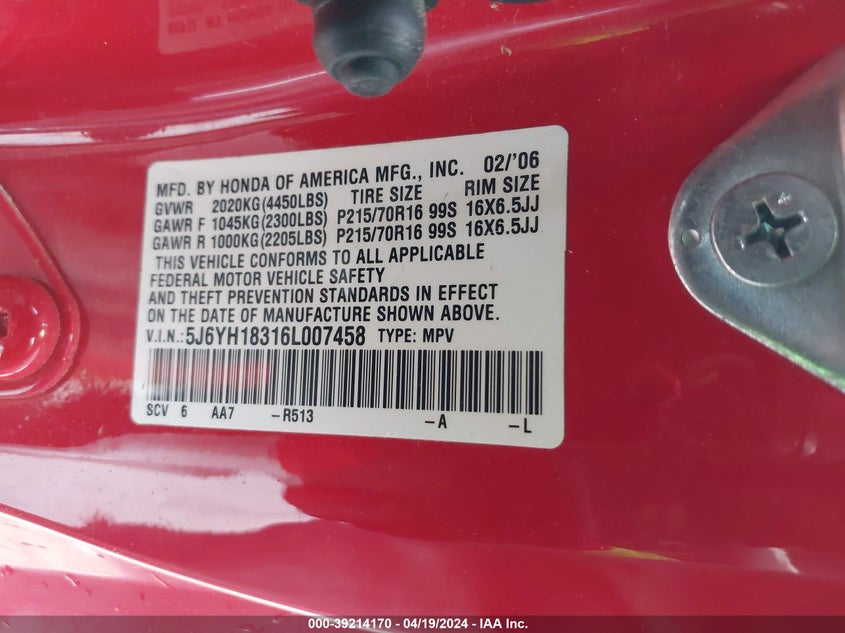 MFD. BY HONDA OF AMERICA MFG., INC. 02/'06
GVWR 2020KG(4450LBS) TIRE SIZE RIM SIZE
GAWR F 1045KG(2300LBS) P215/70R16 99S 16X6.5JJ
GAWR R 1000KG(2205LBS) P215/70R16 99S 16X6.5JJ
THIS VEHICLE CONFORMS TO ALL APPLICABLE
FEDERAL MOTOR VEHICLE SAFETY
AND THEFT PREVENTION STANDARDS IN EFFECT
ON THE DATE OF MANUFACTURE SHOWN ABOVE.
V.I.N.:5J6YH18316L007458 TYPE: MPV
SCV 6 AA7 -R513 -A -L
000-39214170 - 04/19/2024 - IAA Inc.